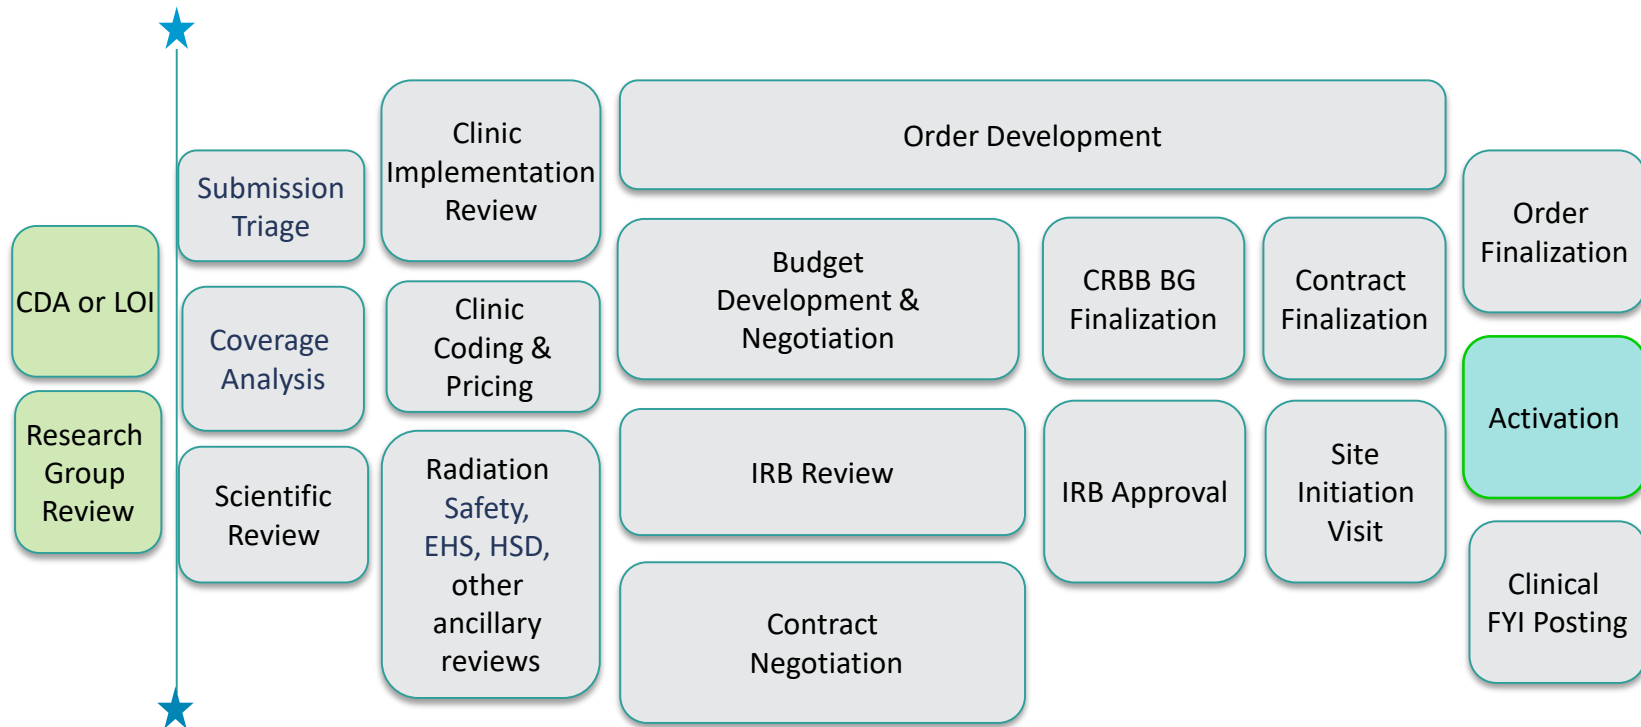 CDA or LOI
Research
Group
Review
Submission
Triage
Coverage
Analysis
Scientific
Review
Clinic
Implementation
Review
Clinic
Coding &
Pricing
Radiation
Safety,
EHS, HSD,
other
ancillary
reviews
Order Development
Budget
Development &
Negotiation
IRB Review
Contract
Negotiation
CRBB BG
Finalization
IRB Approval
Contract
Finalization
Site
Initiation
Visit
Order
Finalization
Activation
Clinical
FYI Posting